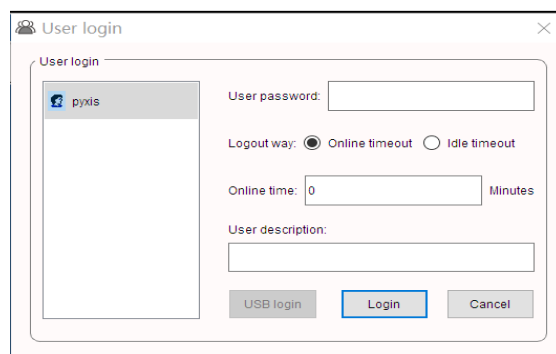 User login
User login
pyxis
User password:
Logout way: Online timeout Idle timeout
Online time: 0 Minutes
User description:
USB login Login Cancel